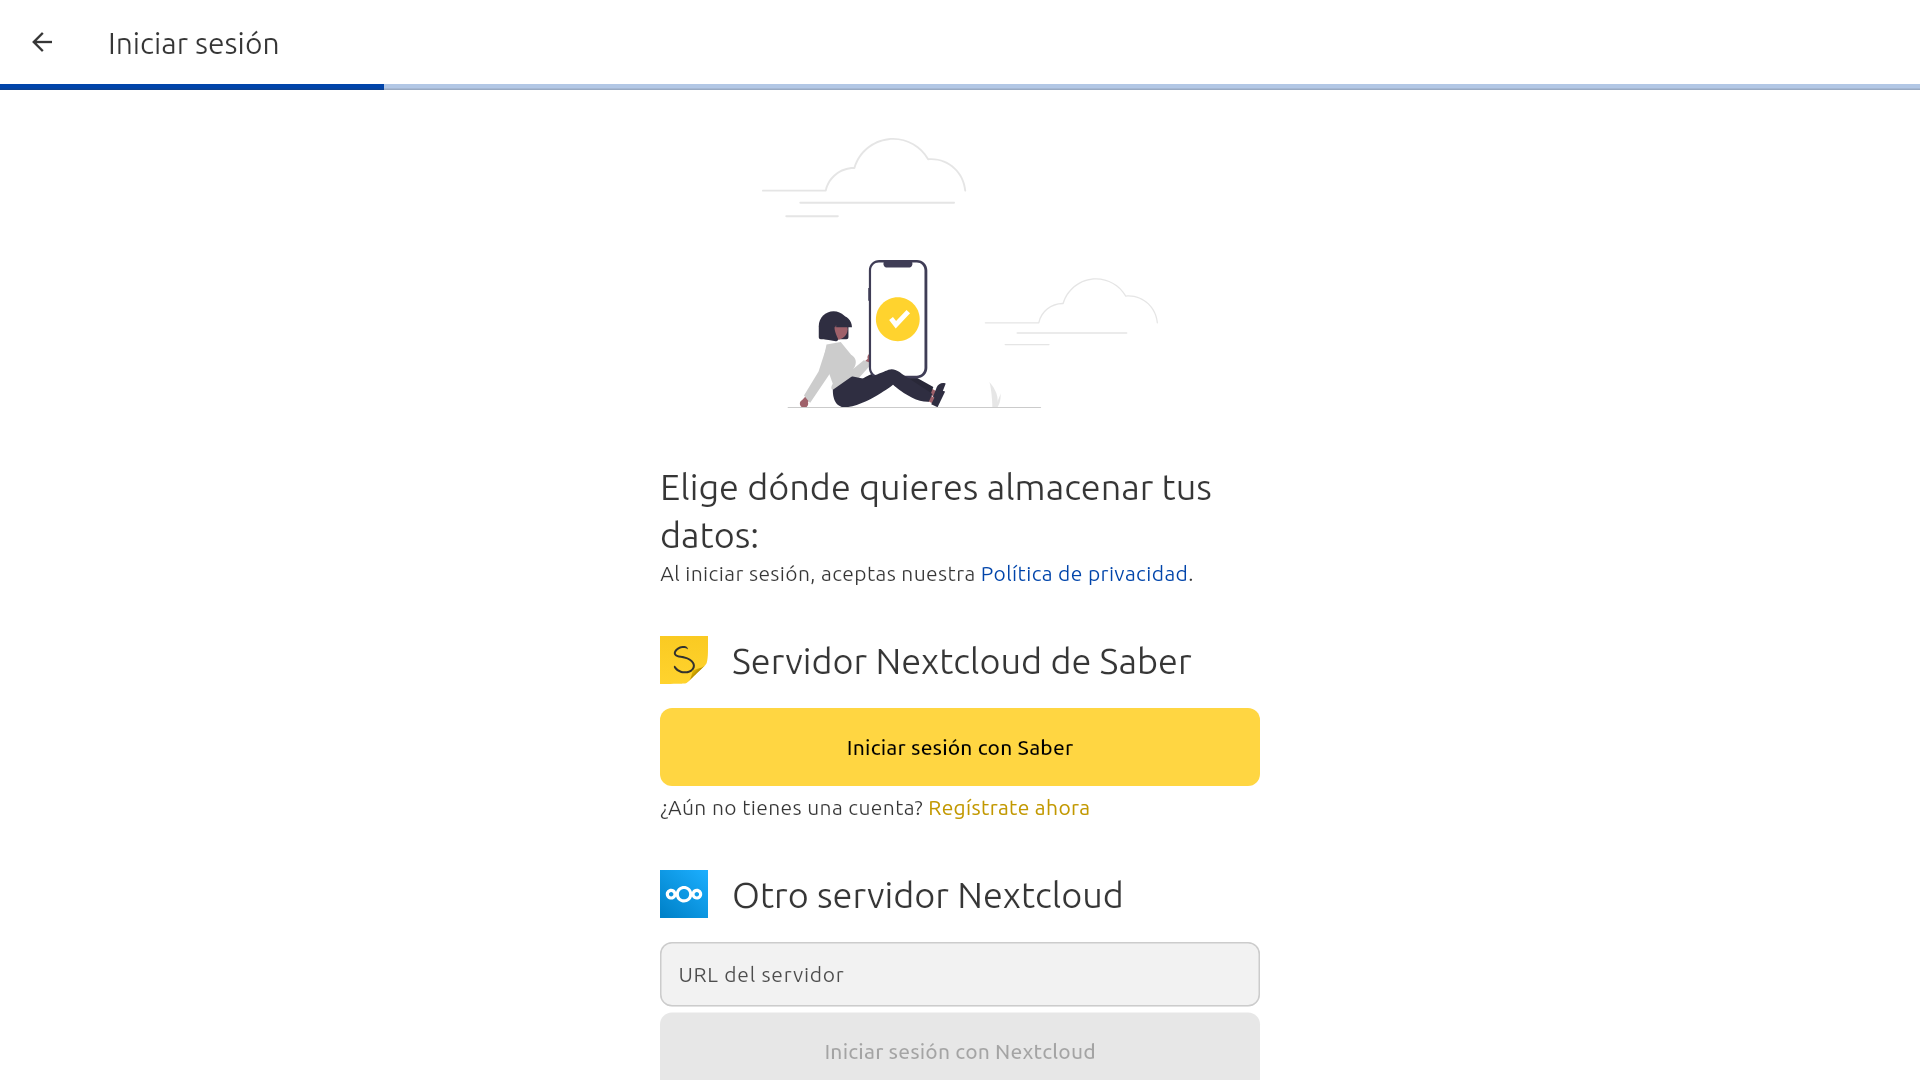 Iniciar sesión
Elige dónde quieres almacenar tus
datos:
Al iniciar sesión, aceptas nuestra Política de privacidad.
S
Servidor Nextcloud de Saber
Iniciar sesión con Saber
¿Aún no tienes una cuenta? Regístrate ahora
Otro servidor Nextcloud
URL del servidor
Iniciar sesión con Nextcloud